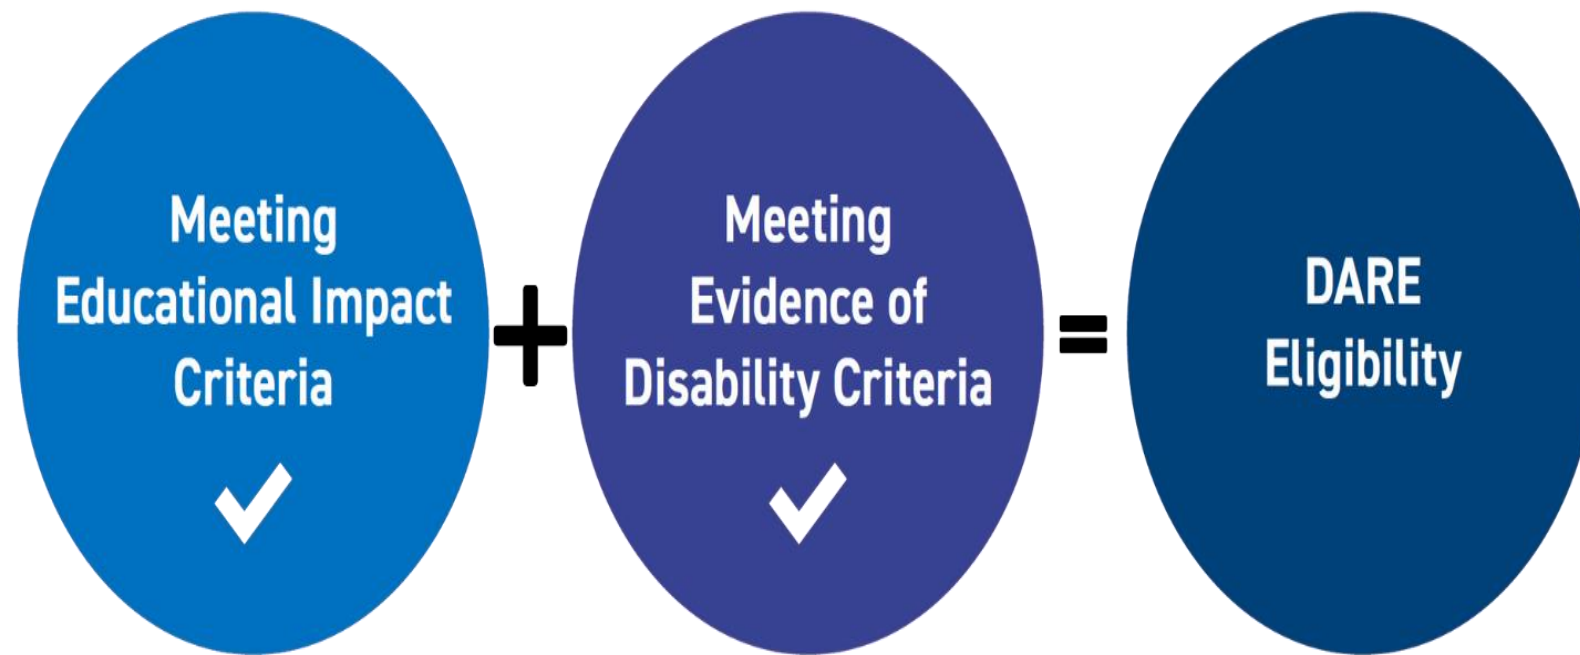 Meeting
Educational Impact
Criteria
+
Meeting
Evidence of
Disability Criteria
=
DARE
Eligibility